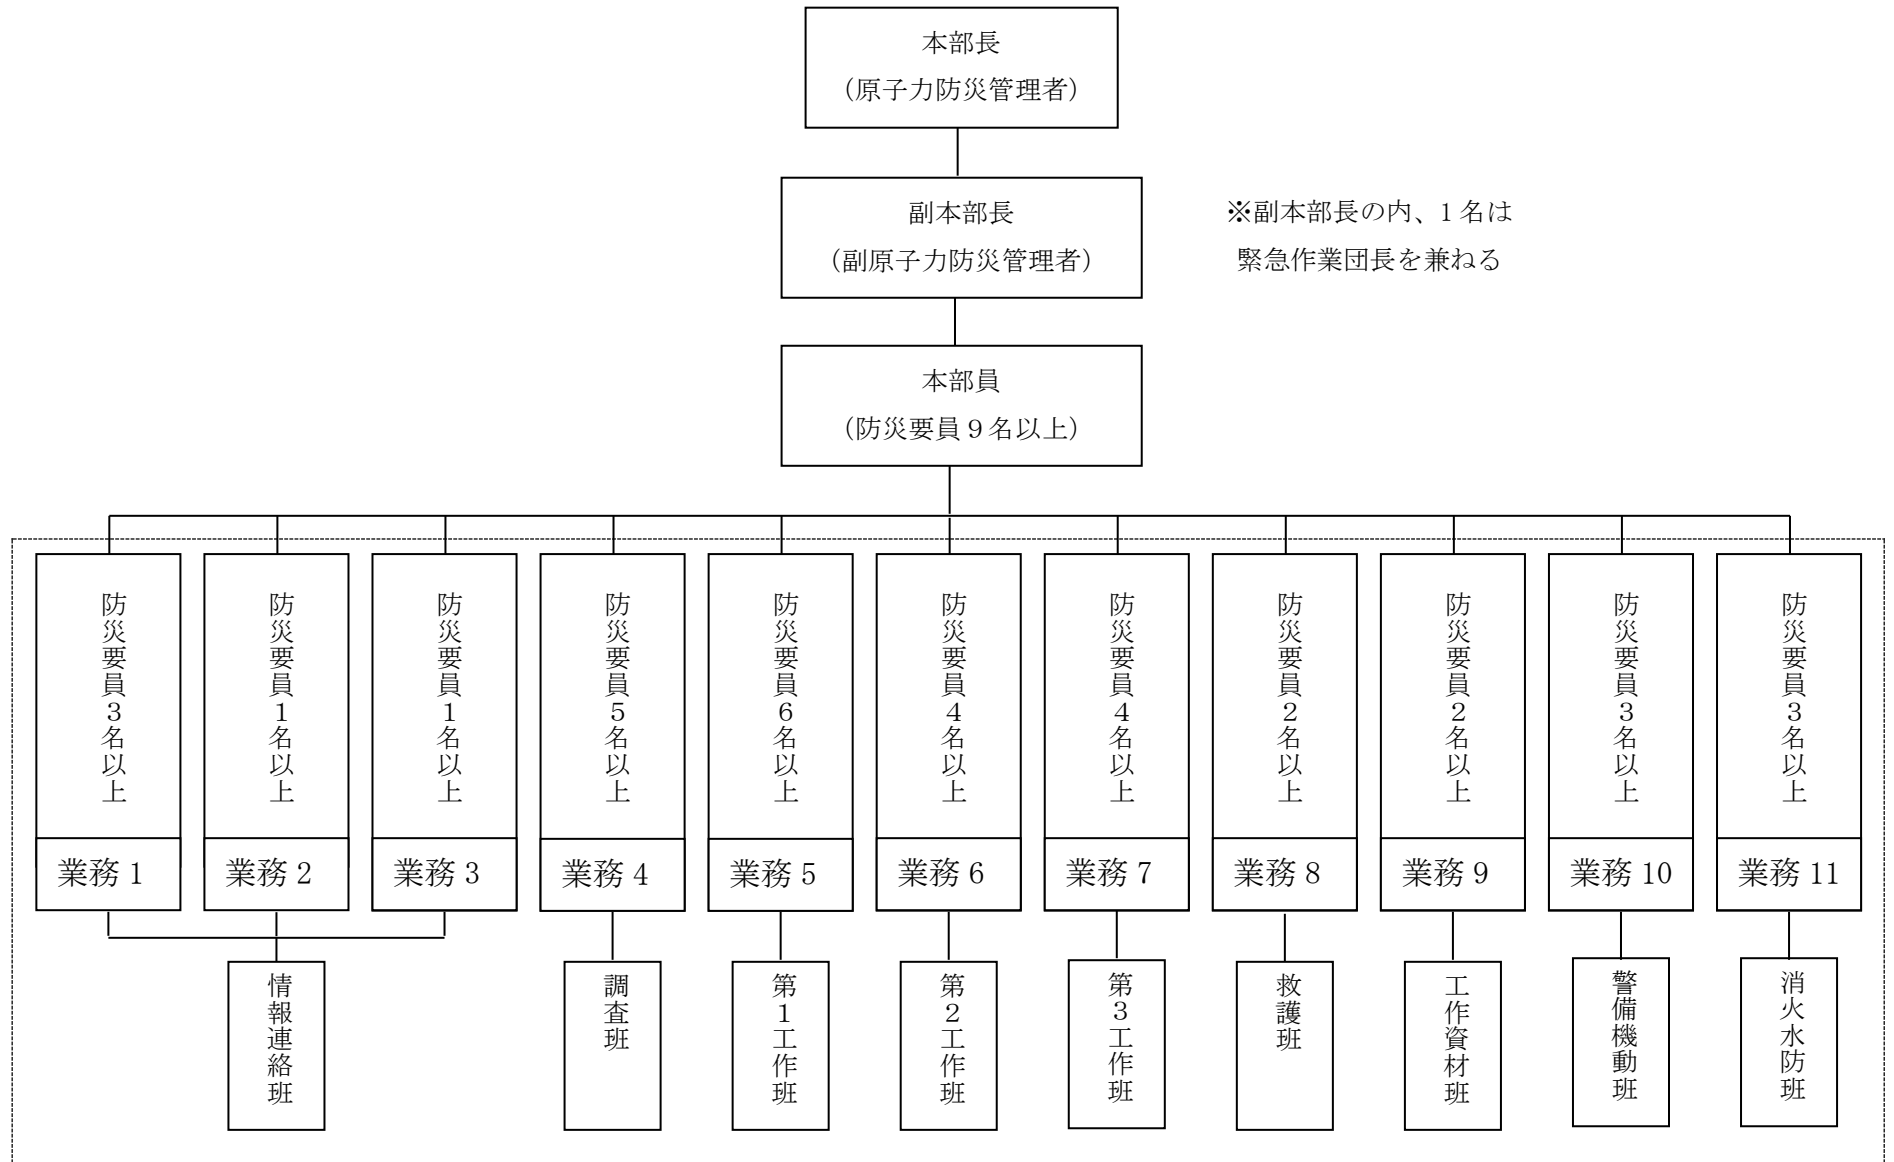 本部長
（原子力防災管理者）
副本部長
（副原子力防災管理者）
※副本部長の内、1 名は
緊急作業団長を兼ねる
本部員
（防災要員９名以上）
防災要員３名以上
防災要員１名以上
防災要員１名以上
防災要員５名以上
防災要員６名以上
防災要員４名以上
防災要員４名以上
防災要員２名以上
防災要員２名以上
防災要員３名以上
防災要員３名以上
業務 1
業務 2
業務 3
業務 4
業務 5
業務 6
業務 7
業務 8
業務 9
業務 10
業務 11
情報連絡班
調査班
第１工作班
第２工作班
第３工作班
救護班
工作資材班
警備機動班
消火水防班